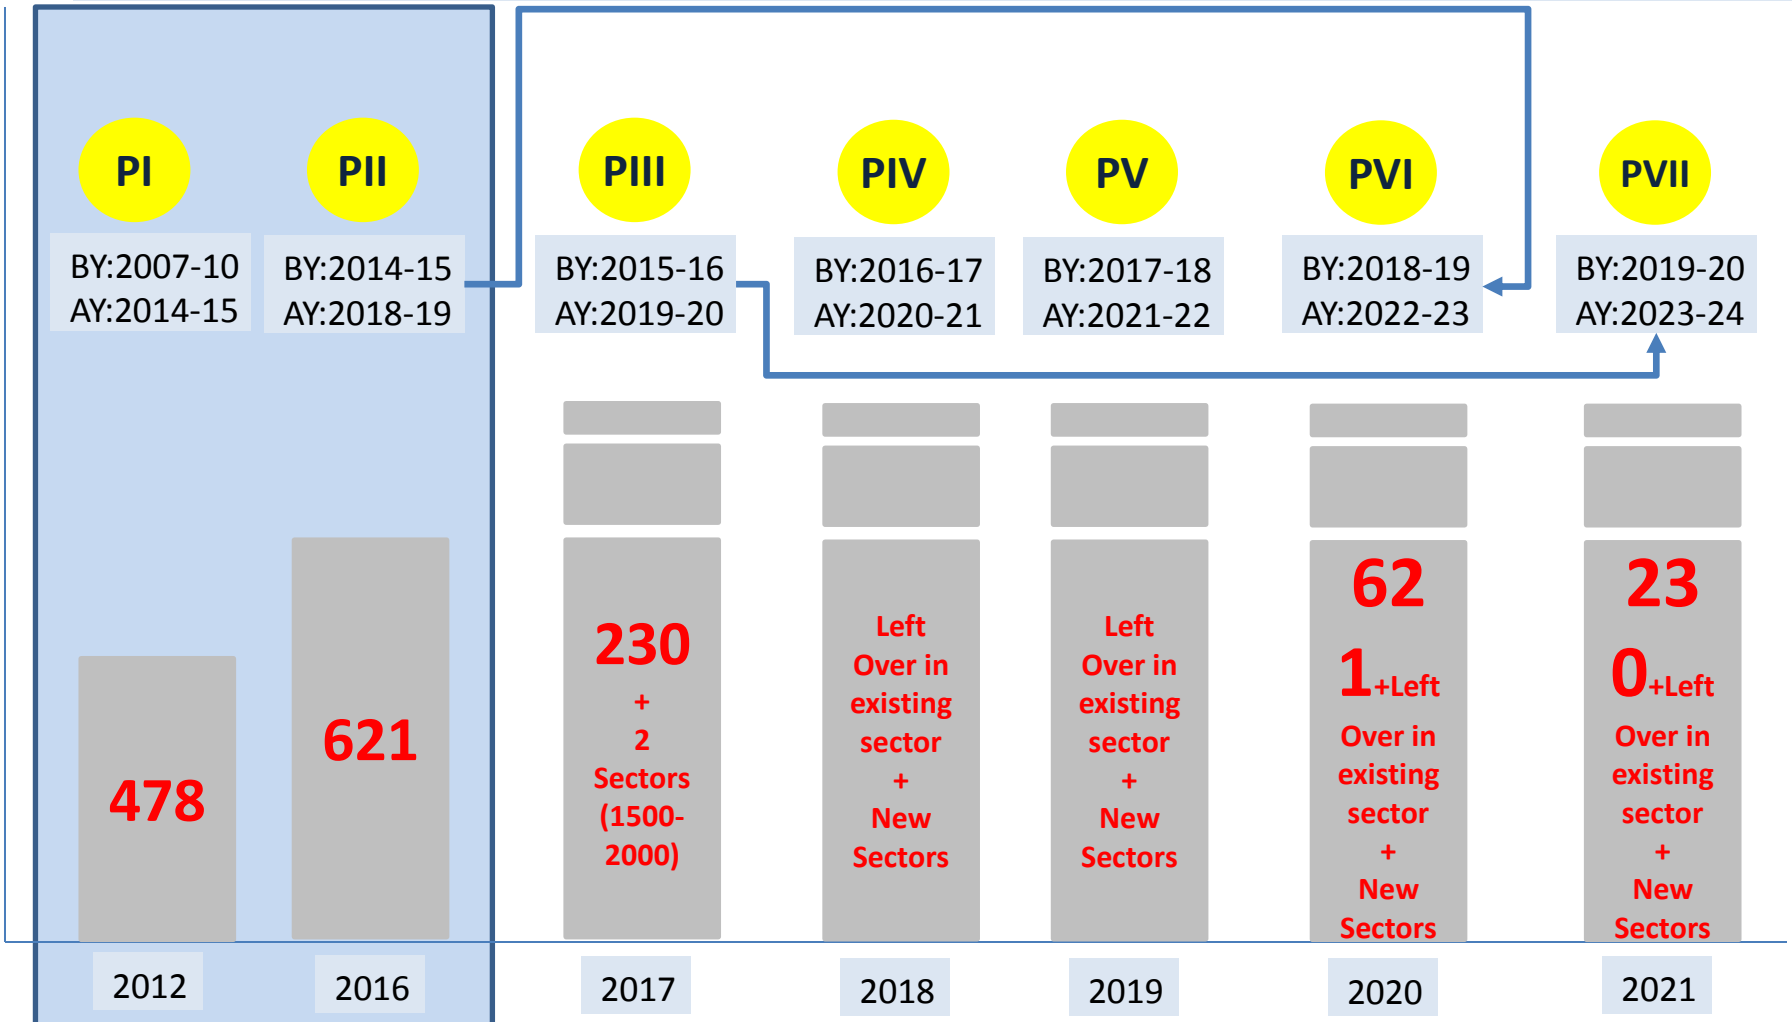 PI
PII
PIII
PIV
PV
PVI
PVII
BY:2007-10
AY:2014-15
BY:2014-15
AY:2018-19
BY:2015-16
AY:2019-20
BY:2016-17
AY:2020-21
BY:2017-18
AY:2021-22
BY:2018-19
AY:2022-23
BY:2019-20
AY:2023-24
478
621
230
+
2
Sectors
(1500-
2000)
Left
Over in
existing
sector
+
New
Sectors
Left
Over in
existing
sector
+
New
Sectors
62
1+Left
Over in
existing
sector
+
New
Sectors
23
0+Left
Over in
existing
sector
+
New
Sectors
2012
2016
2017
2018
2019
2020
2021